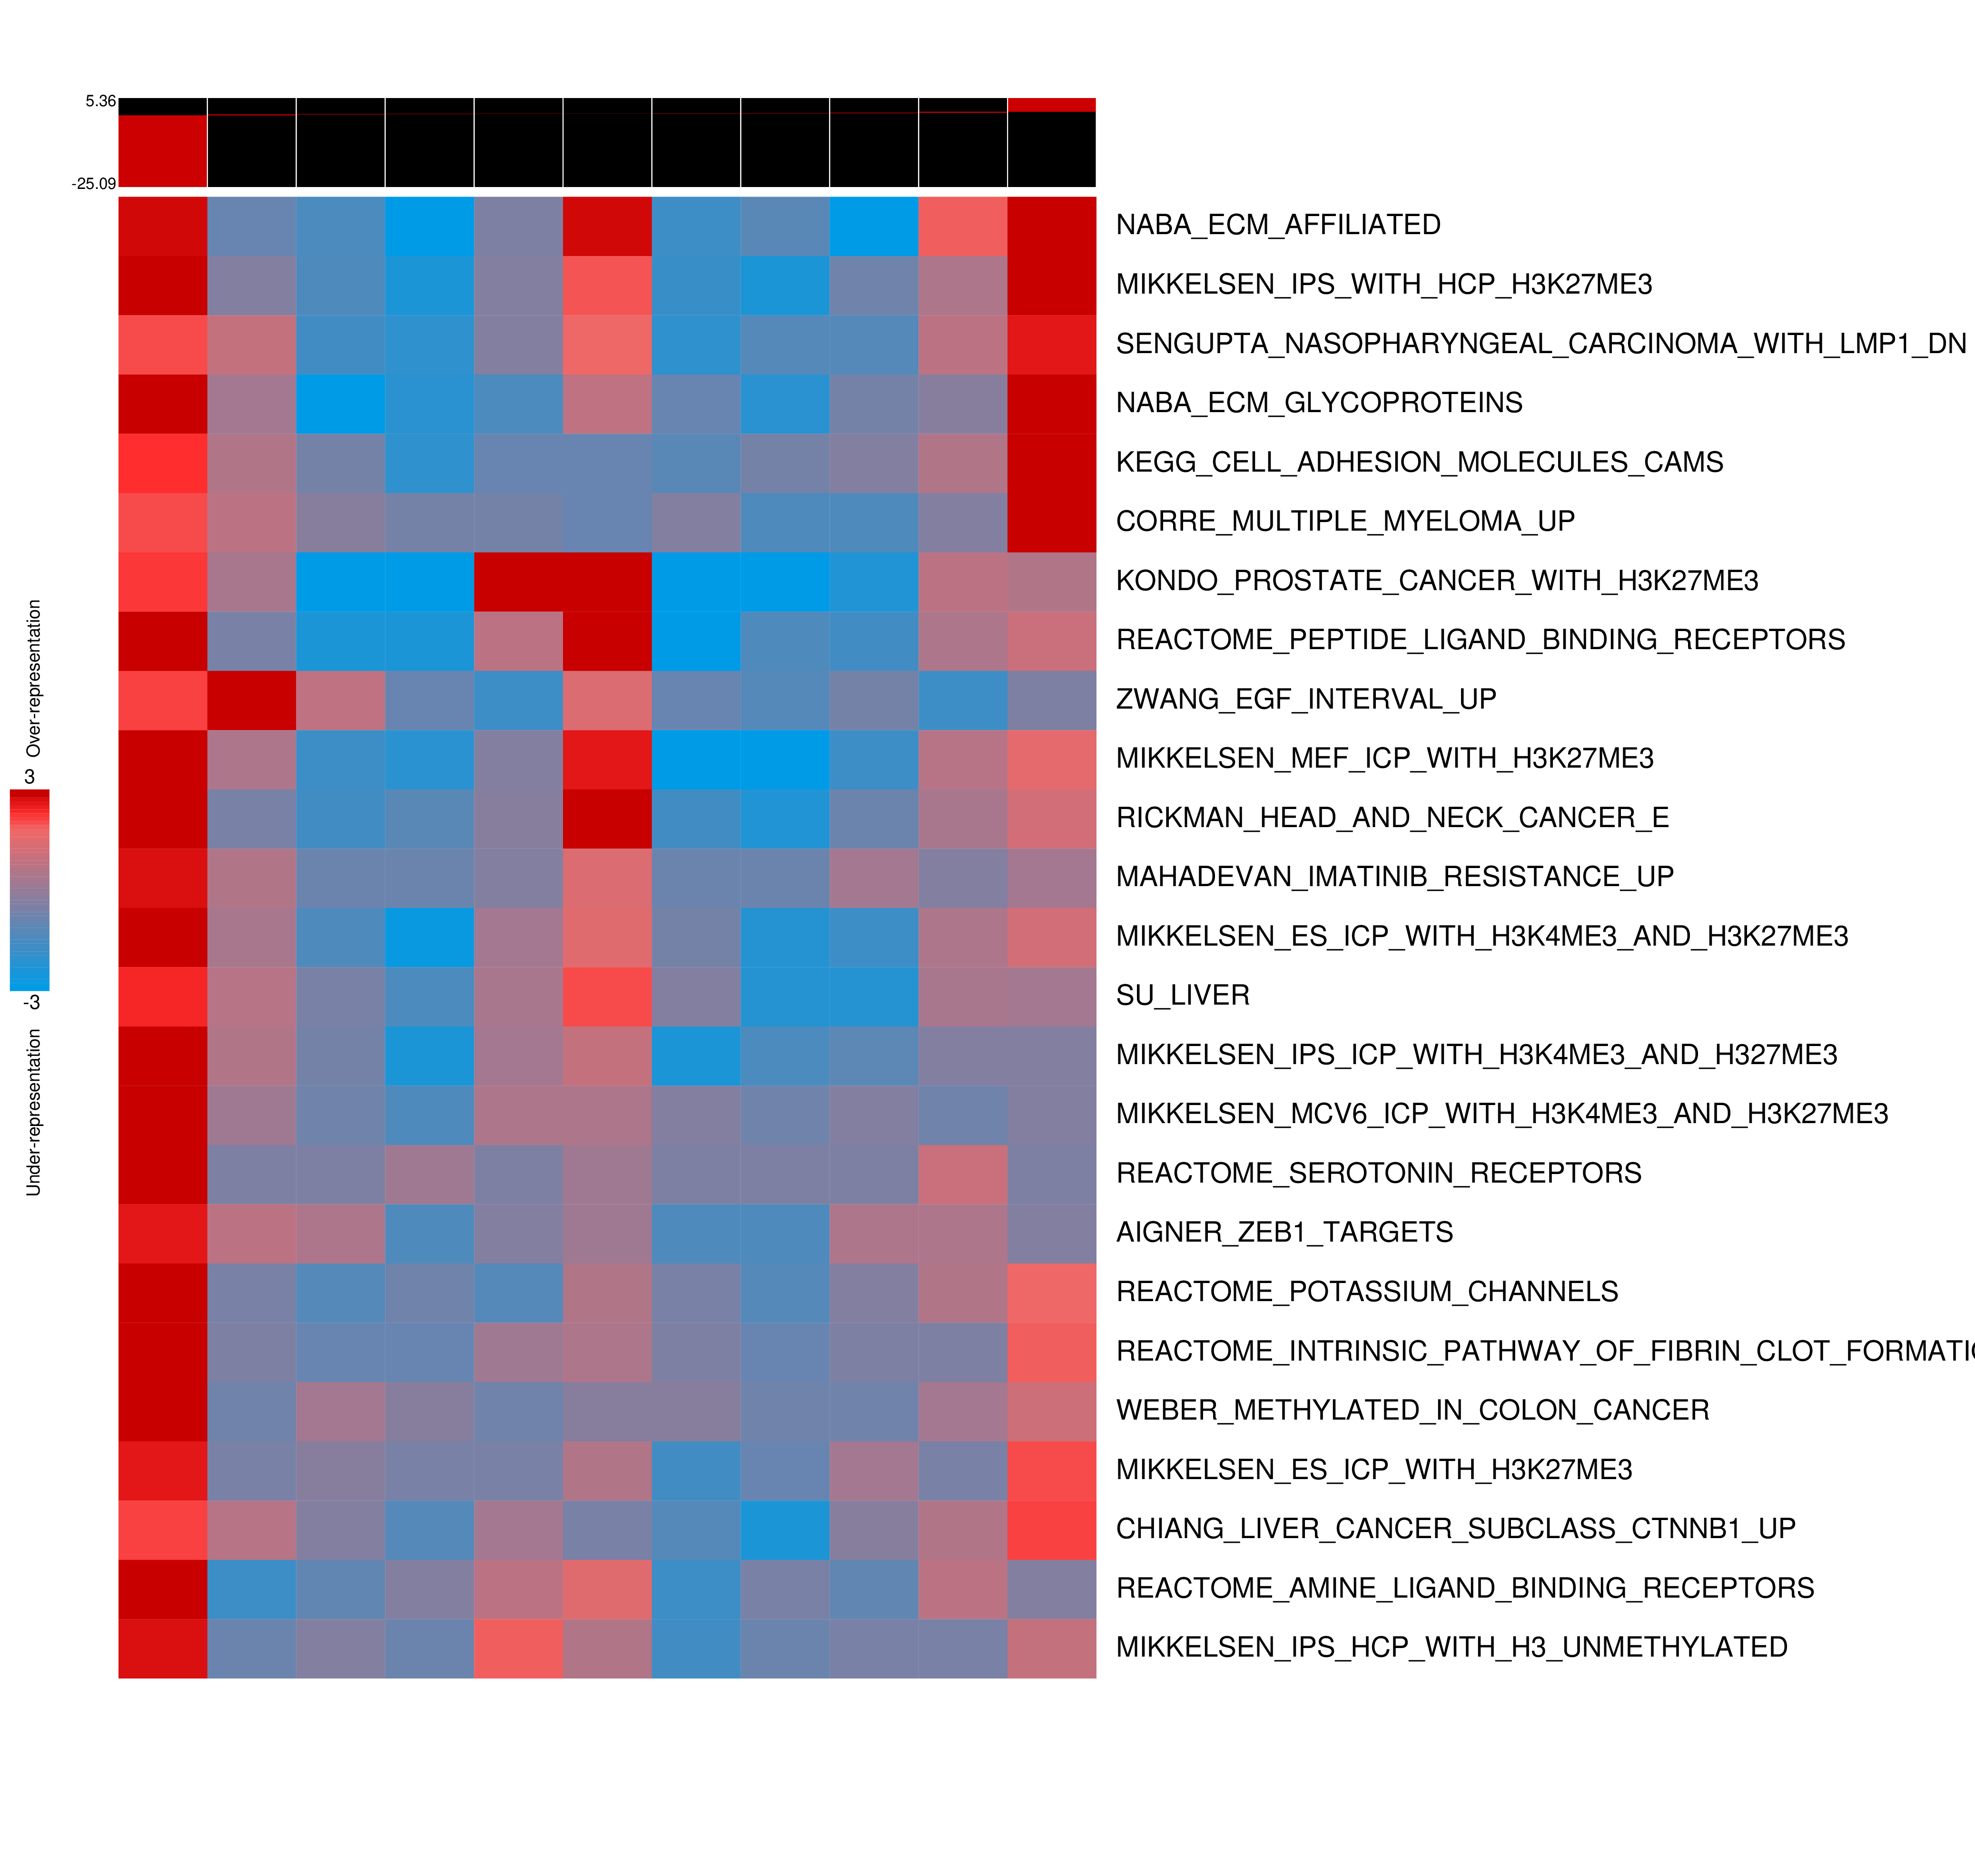 5.36
-25.09
NABA_ECM_AFFILIATED
MIKKELSEN_IPS_WITH_HCP_H3K27ME3
SENGUPTA_NASOPHARYNGEAL_CARCINOMA_WITH_LMP1_DN
NABA_ECM_GLYCOPROTEINS
KEGG_CELL_ADHESION_MOLECULES_CAMS
CORRE_MULTIPLE_MYELOMA_UP
KONDO_PROSTATE_CANCER_WITH_H3K27ME3
REACTOME_PEPTIDE_LIGAND_BINDING_RECEPTORS
ZWANG_EGF_INTERVAL_UP
MIKKELSEN_MEF_ICP_WITH_H3K27ME3
RICKMAN_HEAD_AND_NECK_CANCER_E
MAHADEVAN_IMATINIB_RESISTANCE_UP
MIKKELSEN_ES_ICP_WITH_H3K4ME3_AND_H3K27ME3
SU_LIVER
MIKKELSEN_IPS_ICP_WITH_H3K4ME3_AND_H327ME3
MIKKELSEN_MCV6_ICP_WITH_H3K4ME3_AND_H3K27ME3
REACTOME_SEROTONIN_RECEPTORS
AIGNER_ZEB1_TARGETS
REACTOME_POTASSIUM_CHANNELS
REACTOME_INTRINSIC_PATHWAY_OF_FIBRIN_CLOT_FORMATI
WEBER_METHYLATED_IN_COLON_CANCER
MIKKELSEN_ES_ICP_WITH_H3K27ME3
CHIANG_LIVER_CANCER_SUBCLASS_CTNNB1_UP
REACTOME_AMINE_LIGAND_BINDING_RECEPTORS
MIKKELSEN_IPS_HCP_WITH_H3_UNMETHYLATED
Over-representation
3
-3
Under-representation